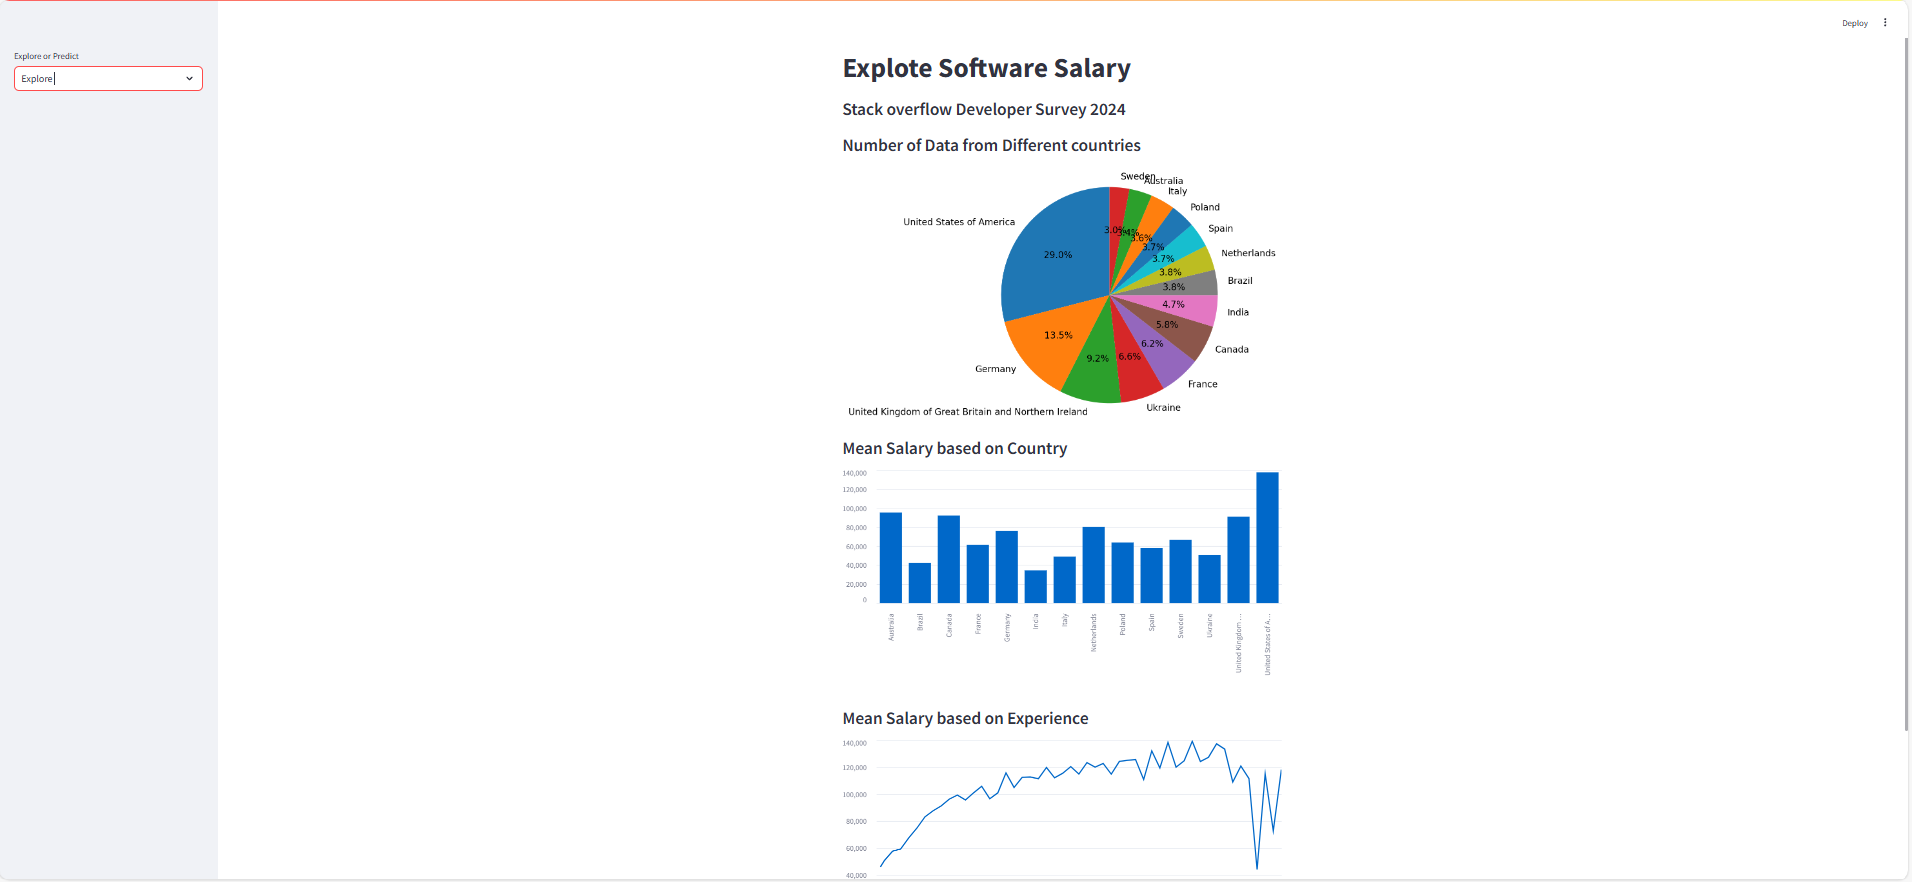 Deploy
Explore or Predict
Explore
Explote Software Salary
Stack overflow Developer Survey 2024
Number of Data from Different countries
Sweden
Australia
Italy
Poland
Spain
Netherlands
Brazil
India
Canada
France
Ukraine
United Kingdom of Great Britain and Northern Ireland
Germany
United States of America
29.0%
13.5%
9.2%
6.6%
6.2%
5.8%
4.7%
3.8%
3.8%
3.7%
3.7%
3.6%
3.4%
3.0%
Mean Salary based on Country
140,000
120,000
100,000
80,000
60,000
40,000
20,000
0
Australia
Brazil
Canada
France
Germany
India
Italy
Netherlands
Poland
Spain
Sweden
Ukraine
United Kingdom ...
United States of A...
Mean Salary based on Experience
140,000
120,000
100,000
80,000
60,000
40,000